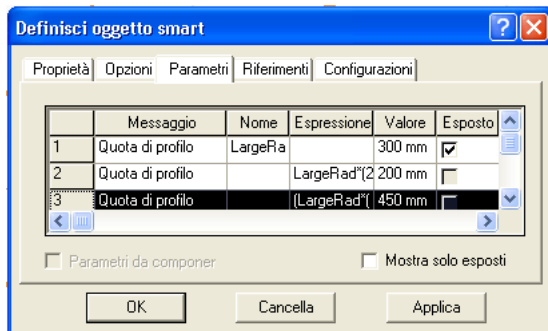 Definisci oggetto smart
Proprietà Opzioni Parametri Riferimenti Configurazioni
Messaggio Nome Espressione Valore Esposto
1 Quota di profilo LargeRa 300 mm
2 Quota di profilo LargeRad*(2 200 mm
3 Quota di profilo (LargeRad*( 450 mm
Parametri da componer Mostra solo esposti
OK Cancella Applica